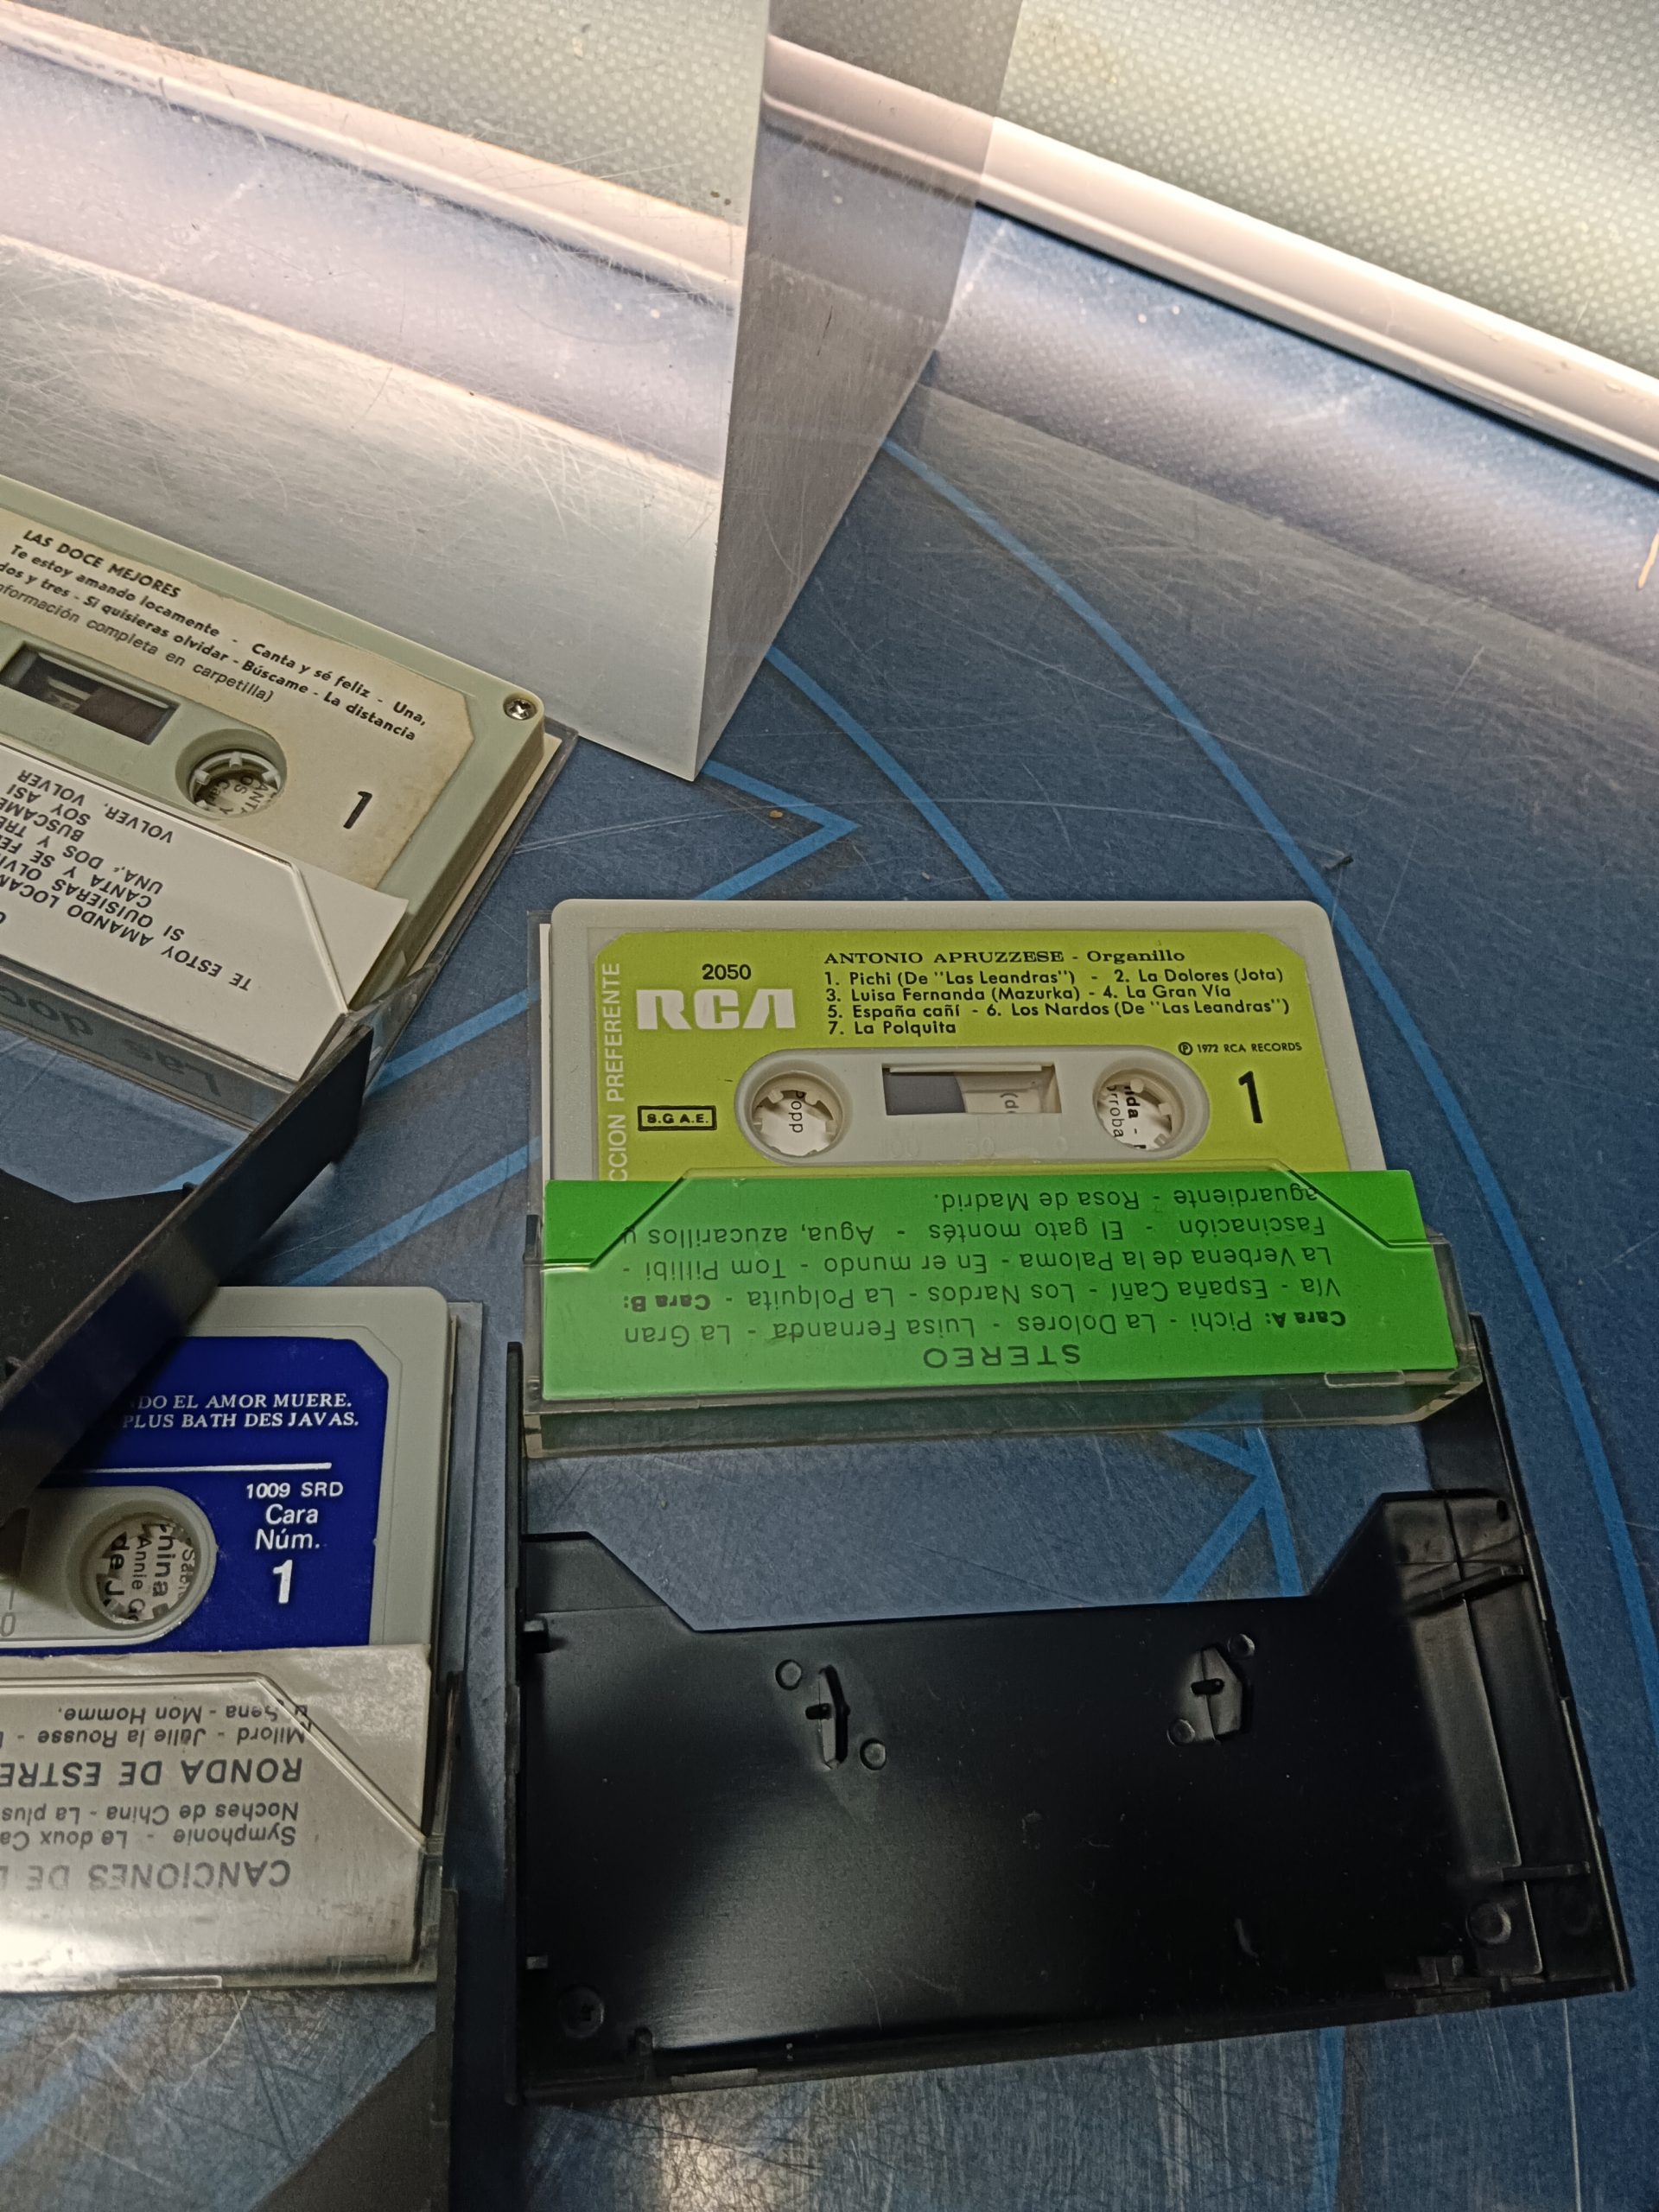 LAS DOCE MEJORES
Te estoy amando locamente - Canta y sé feliz - Una,
dos y tres - Si quisieras olvidar - Búscame - La distancia
información completa en carpetilla)
1
TE ESTOY AMANDO
SI QUISIERAS
CANTA Y SE
UNA, DOS Y
SOY ASI
VOLVER, VOLVER
Las
ANTONIO APRUZZESE - Organillo
1. Pichi (De "Las Leandras") - 2. La Dolores (Jota)
3. Luisa Fernanda (Mazurka) - 4. La Gran Vía
5. España cañí - 6. Los Nardos (De "Las Leandras")
7. La Polquita
2050
RCA
CCION PREFERENTE
℗ 1972 RCA RECORDS
S.G.A.E.
1
STEREO
Cara A: Pichi - La Dolores - Luisa Fernanda - La Gran
Vía - España Cañí - Los Nardos - La Polquita - Cara B:
La Verbena de la Paloma - En er mundo - Tom Pillibi -
Fascinación - El gato montés - Agua, azucarillos y
aguardiente - Rosa de Madrid.
DO EL AMOR MUERE.
PLUS BATH DES JAVAS.
1009 SRD
Cara
Núm.
1
hina
Annie
de
CANCIONES DE
Symphonie - Le doux
Noches de China - La plus
RONDA DE
Milord - Julie la Rousse -
Sena - Mon Homme.